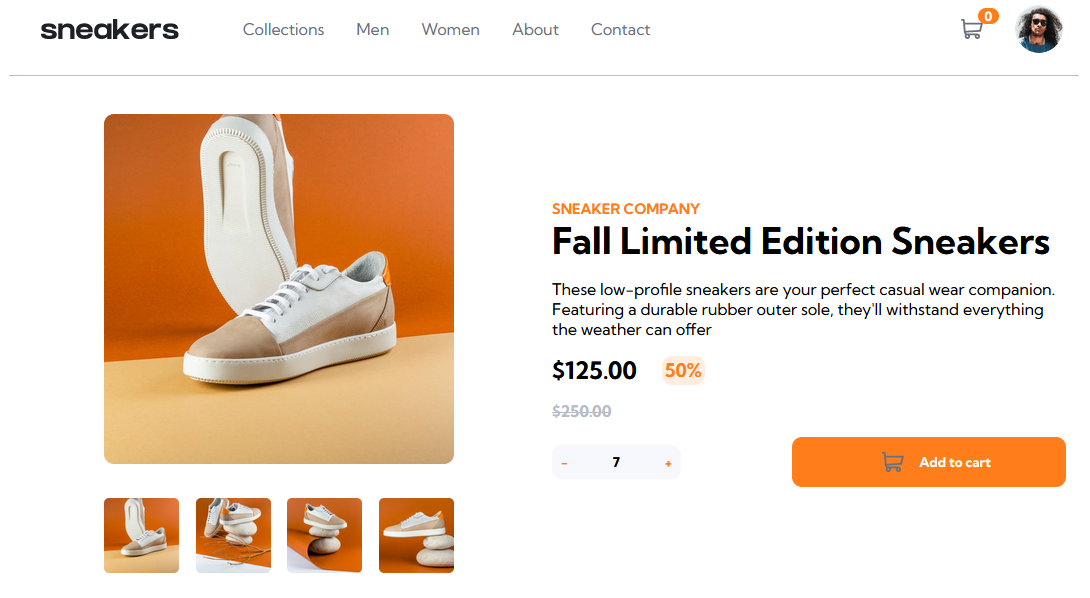 sneakers
Collections Men Women About Contact
0
SNEAKER COMPANY
Fall Limited Edition Sneakers
These low-profile sneakers are your perfect casual wear companion.
Featuring a durable rubber outer sole, they'll withstand everything
the weather can offer
$125.00 50%
$250.00
- 7 + Add to cart